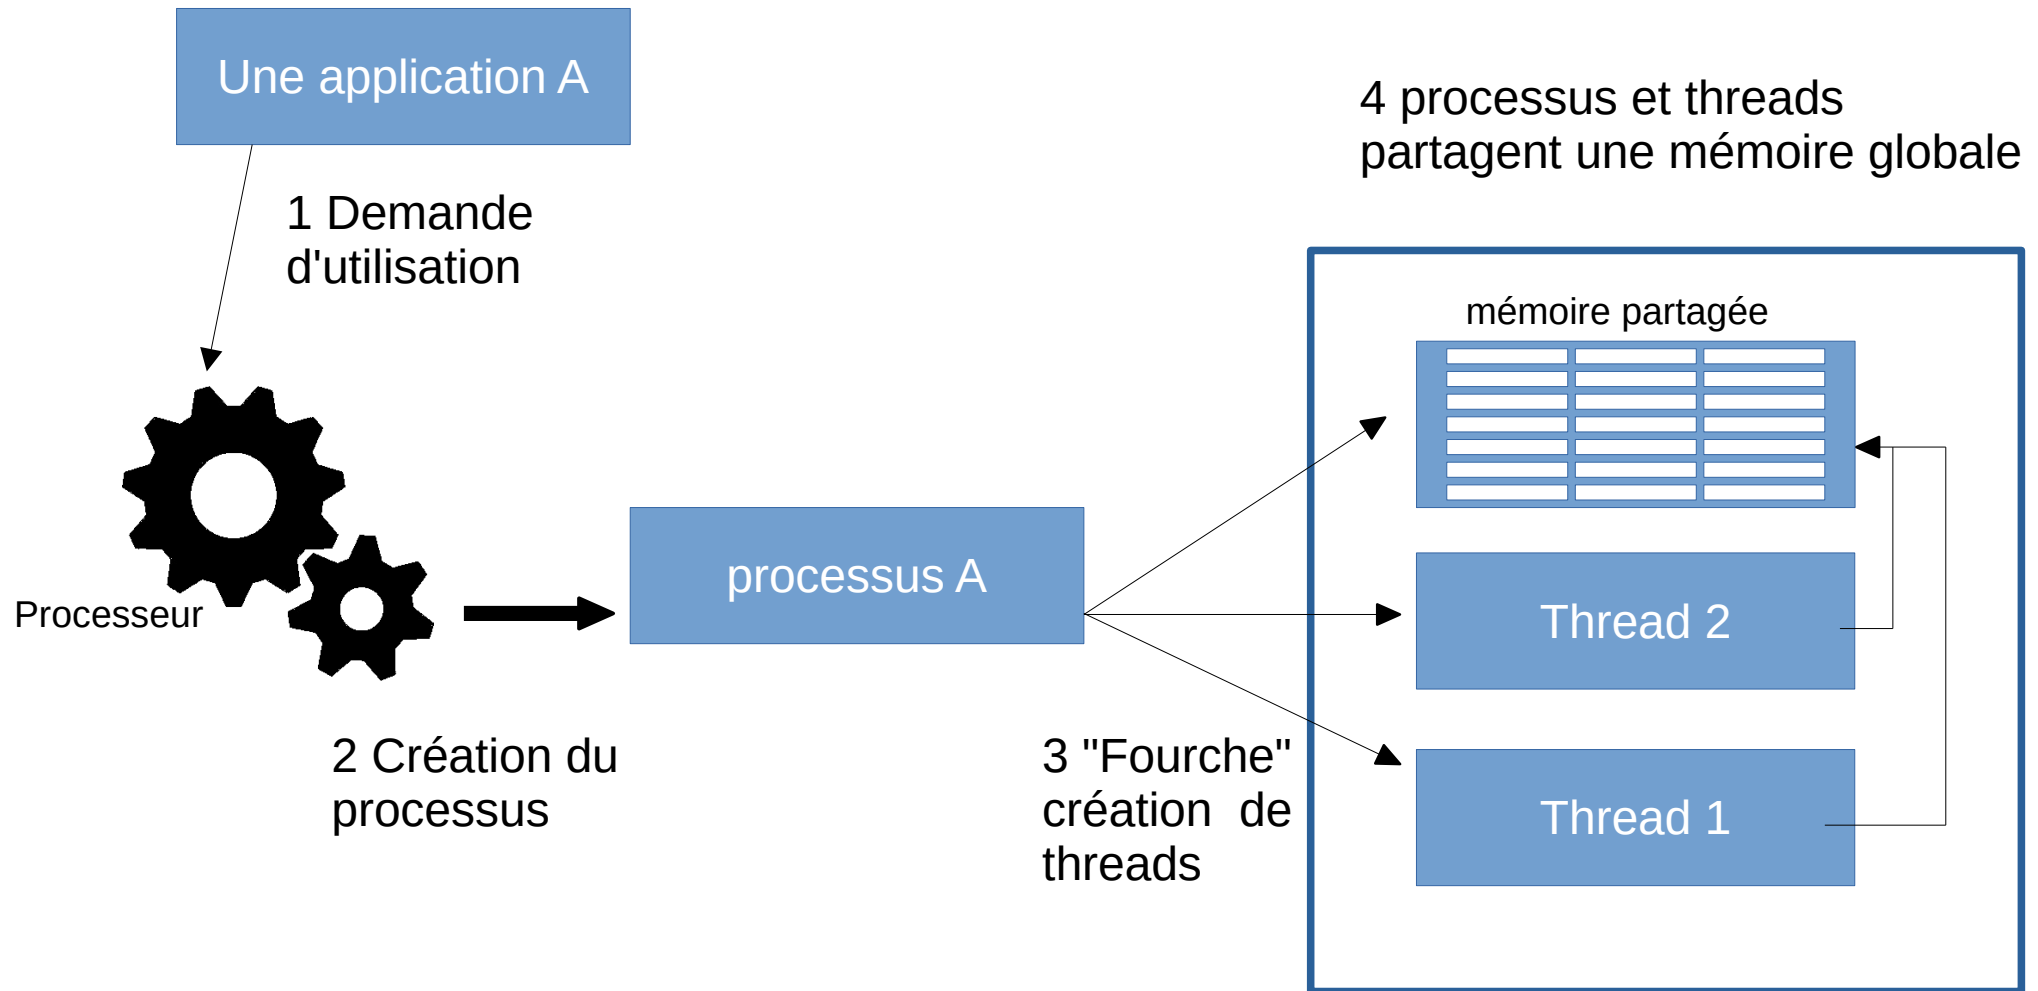 Une application A
4 processus et threads
partagent une mémoire globale
1 Demande
d'utilisation
mémoire partagée
processus A
Processeur
Thread 2
2 Création du
processus
3 "Fourche"
création de
threads
Thread 1